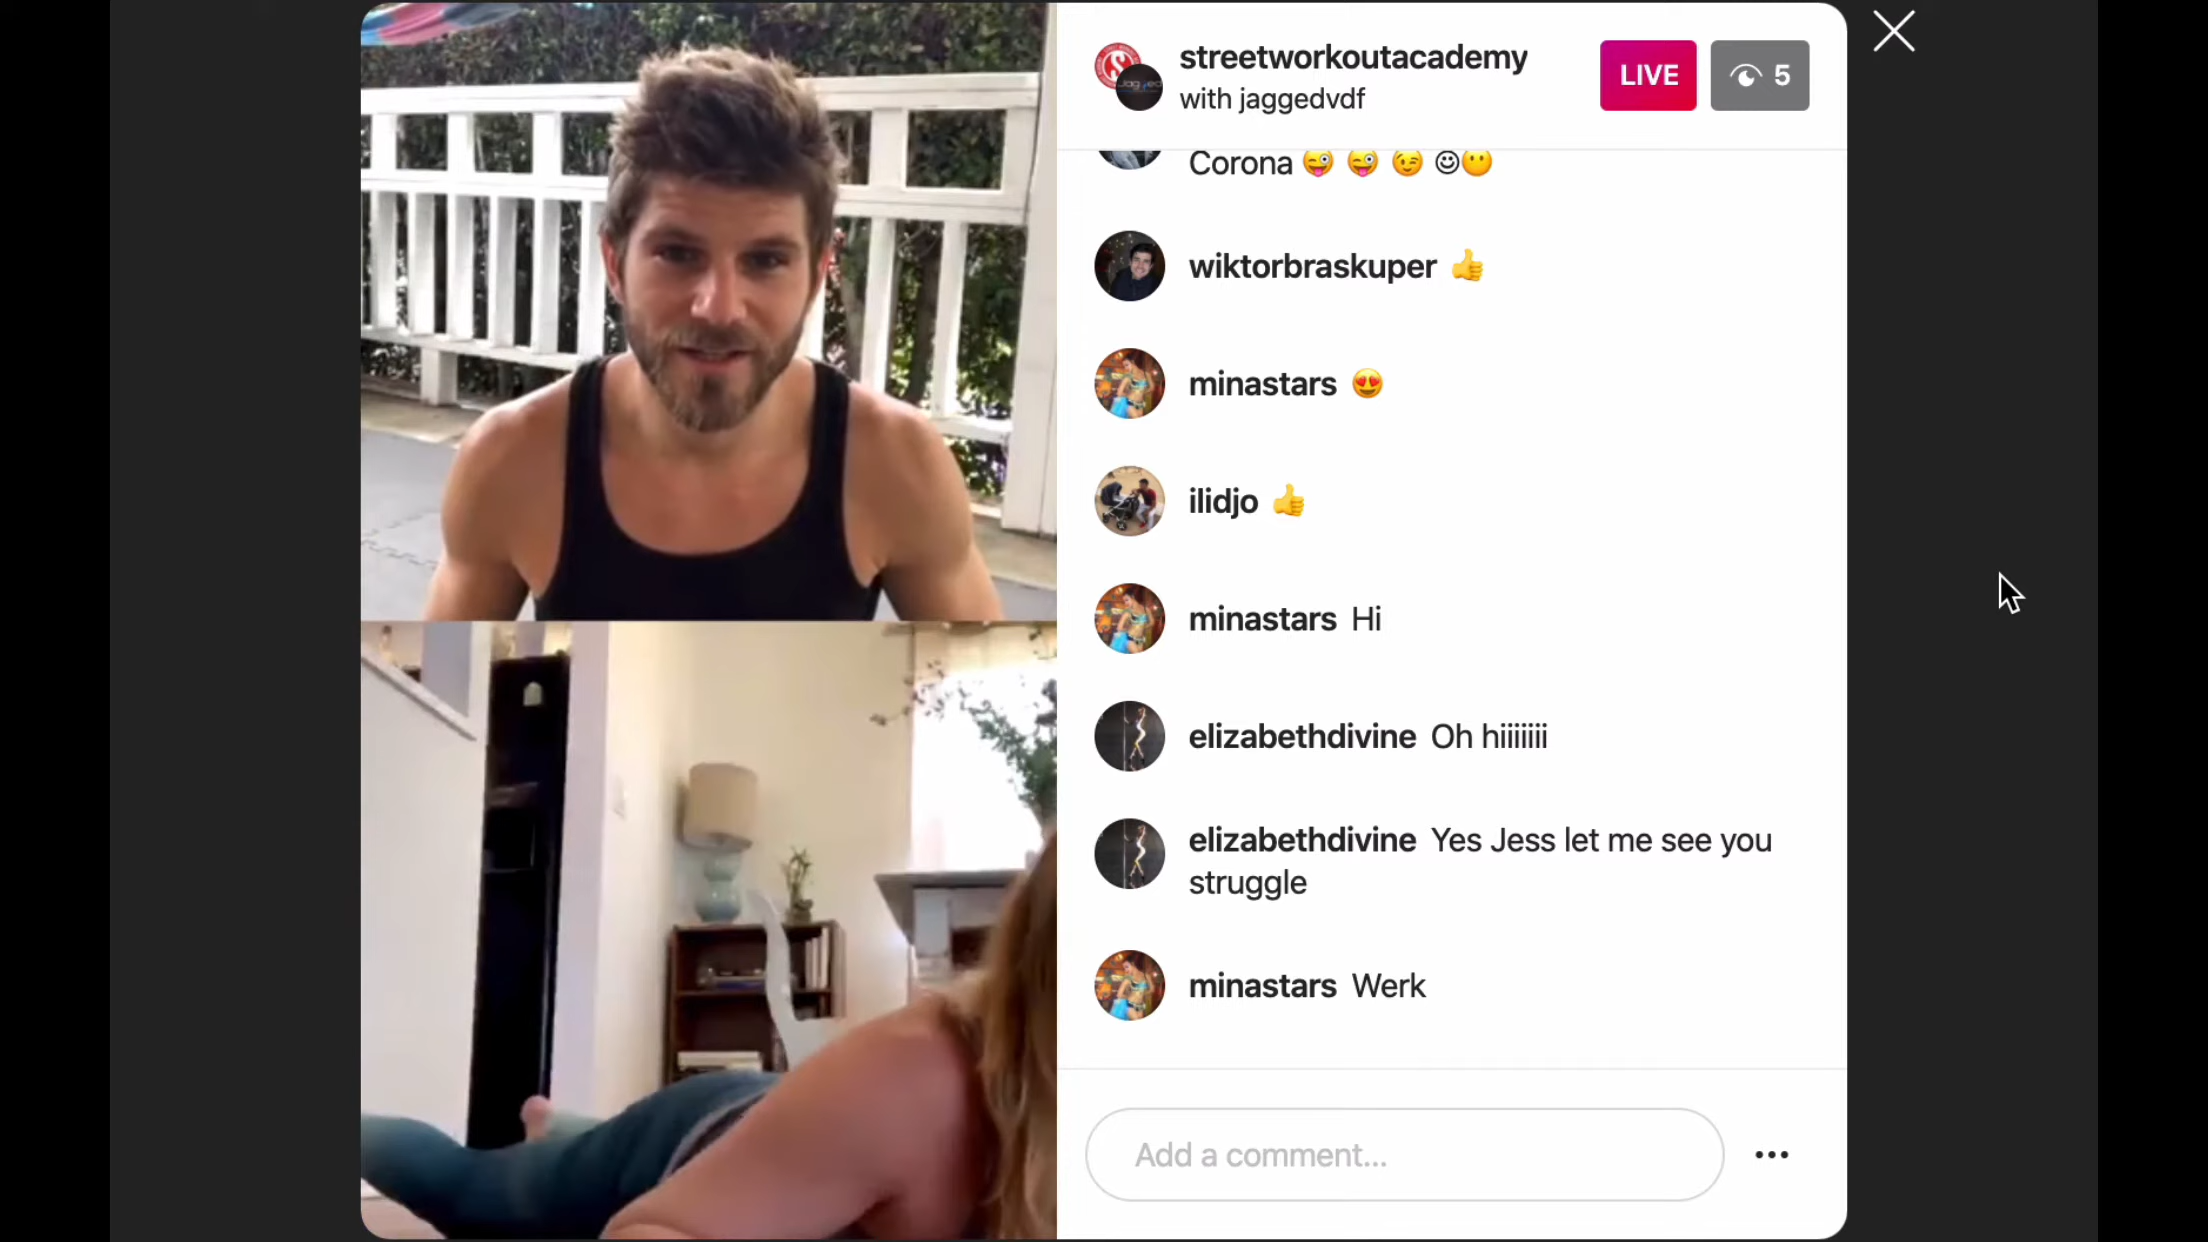 streetworkoutacademy
with jaggedvdf
LIVE
5
Corona 😜 😜 😉 ☺😶
wiktorbraskuper 👍
minastars 😍
ilidjo 👍
minastars Hi
elizabethdivine Oh hiiiiiii
elizabethdivine Yes Jess let me see you
struggle
minastars Werk
Add a comment...